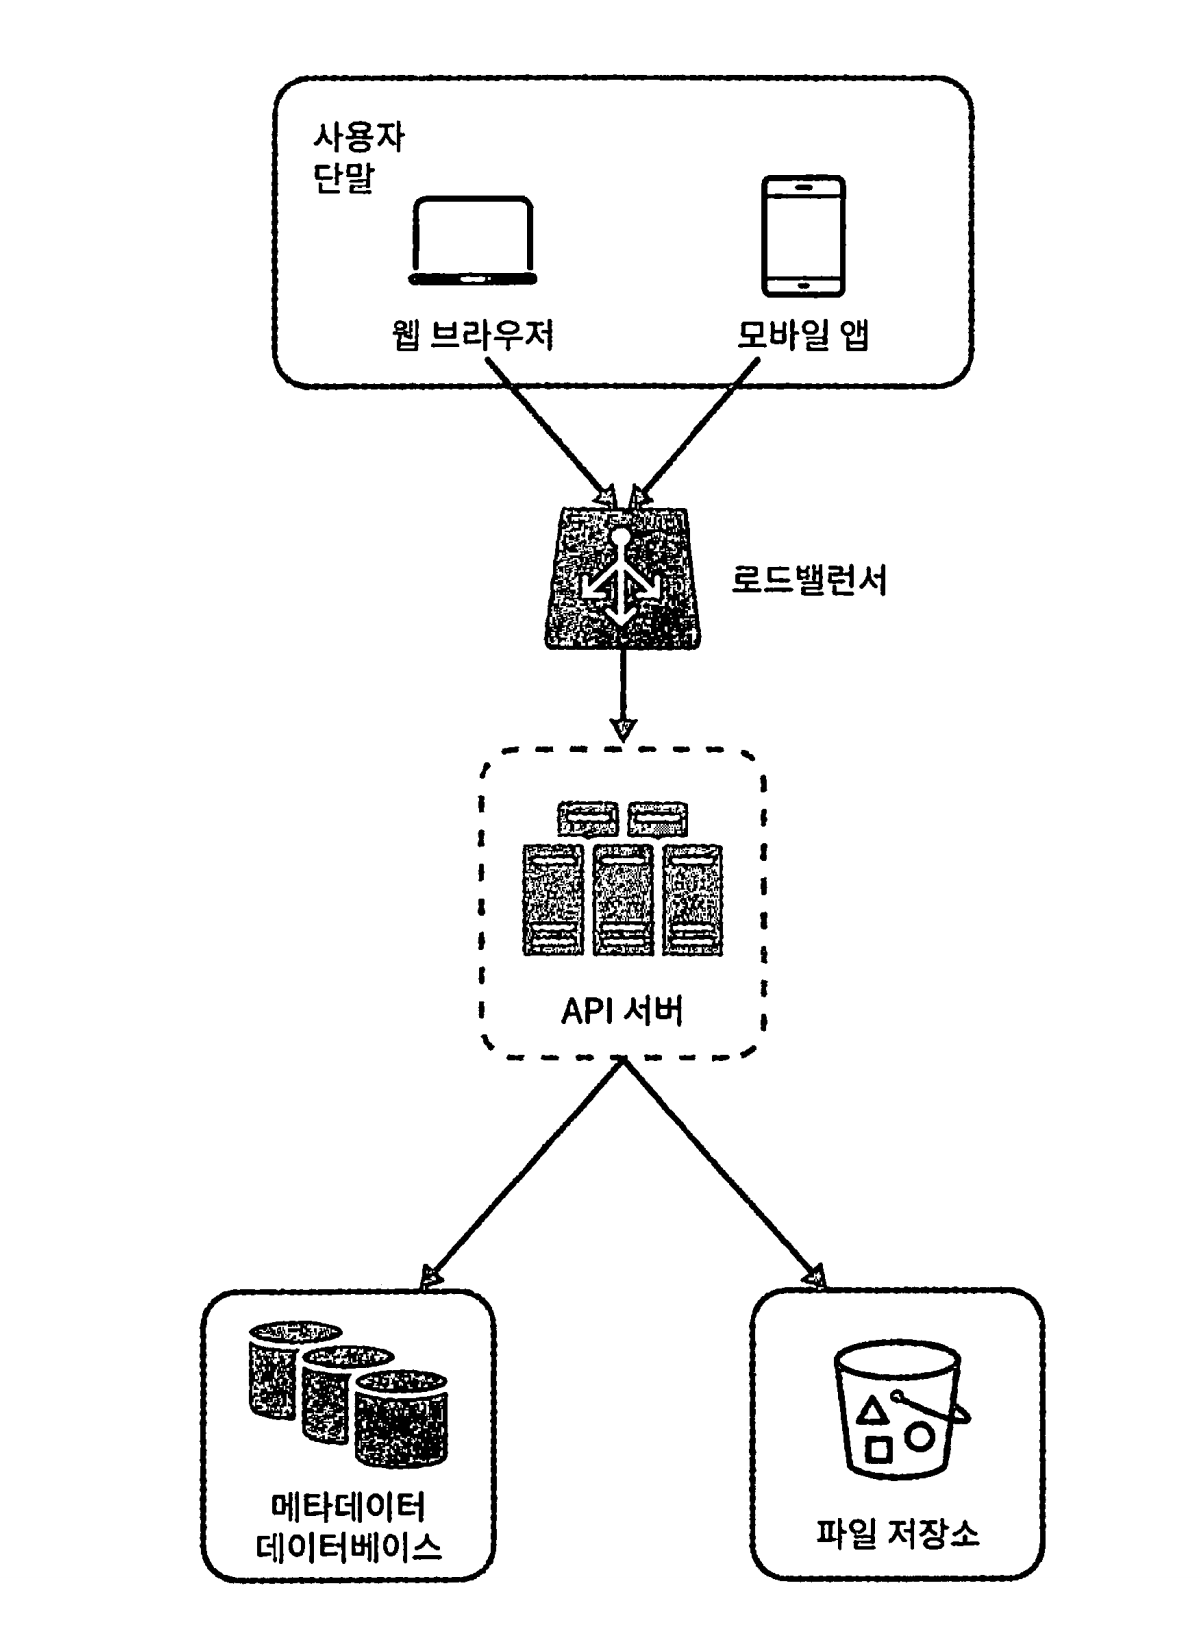 사용자
단말
웹 브라우저
모바일 앱
로드밸런서
API 서버
메타데이터
데이터베이스
파일 저장소